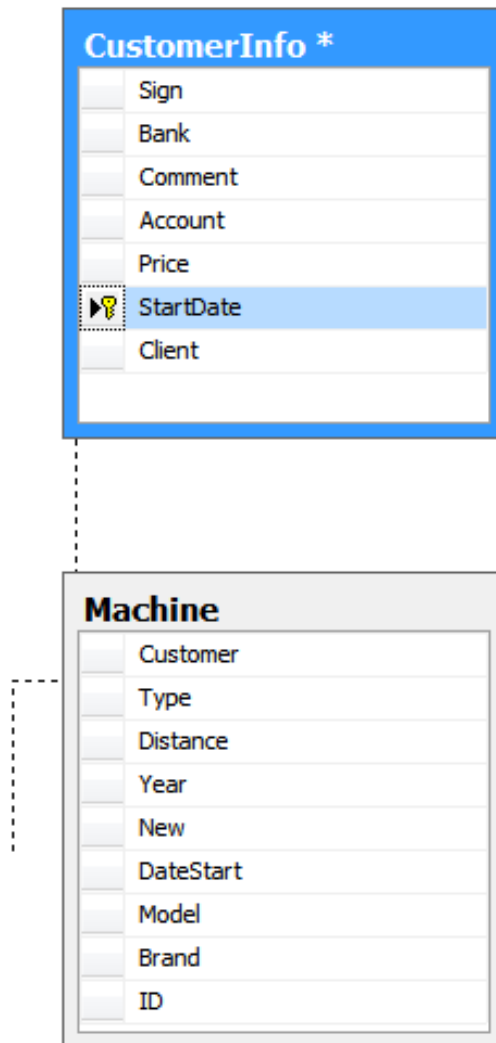 CustomerInfo *
Sign
Bank
Comment
Account
Price
StartDate
Client
Machine
Customer
Type
Distance
Year
New
DateStart
Model
Brand
ID